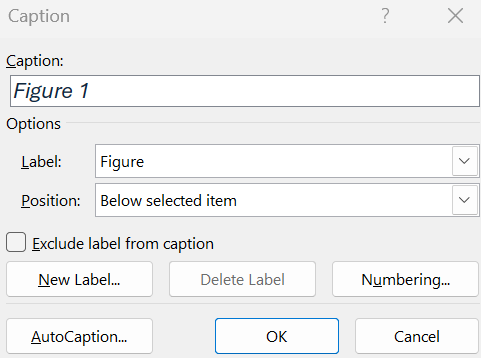 Caption
?
Caption:
Figure 1
Options
Label: Figure
Position: Below selected item
Exclude label from caption
New Label... Delete Label Numbering...
AutoCaption... OK Cancel